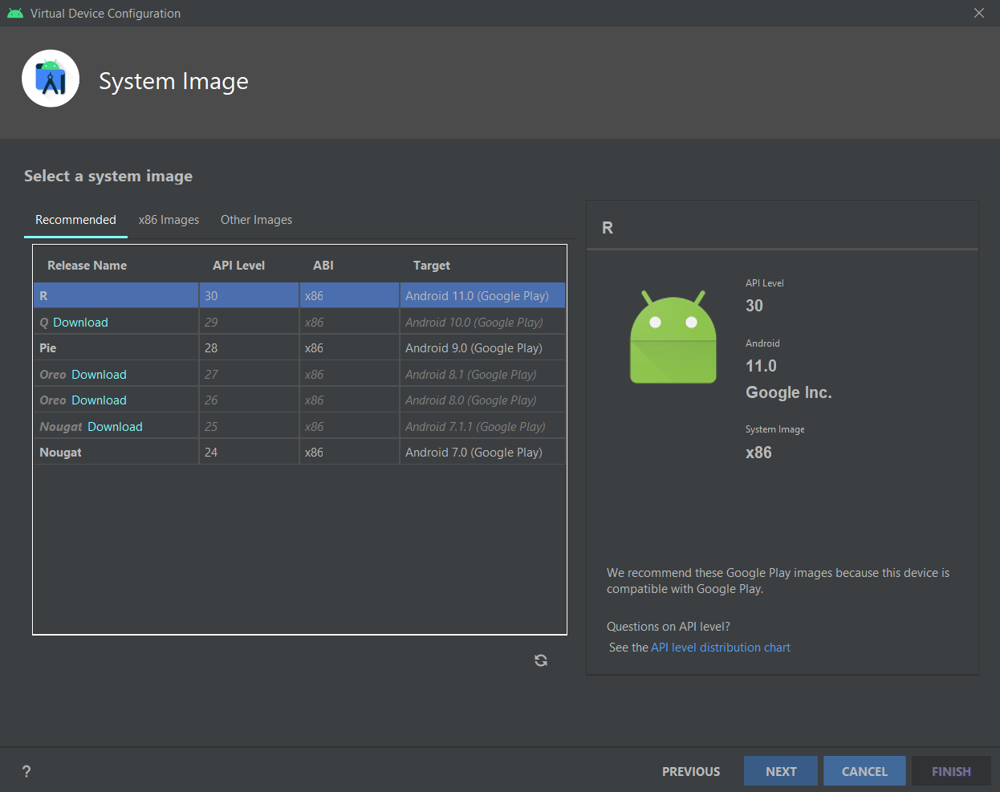 Virtual Device Configuration
System Image
Select a system image
Recommended x86 Images Other Images
Release Name API Level ABI Target
R 30 x86 Android 11.0 (Google Play)
Q Download 29 x86 Android 10.0 (Google Play)
Pie 28 x86 Android 9.0 (Google Play)
Oreo Download 27 x86 Android 8.1 (Google Play)
Oreo Download 26 x86 Android 8.0 (Google Play)
Nougat Download 25 x86 Android 7.1.1 (Google Play)
Nougat 24 x86 Android 7.0 (Google Play)
R
API Level
30
Android
11.0
Google Inc.
System Image
x86
We recommend these Google Play images because this device is
compatible with Google Play.
Questions on API level?
See the API level distribution chart
? PREVIOUS NEXT CANCEL FINISH